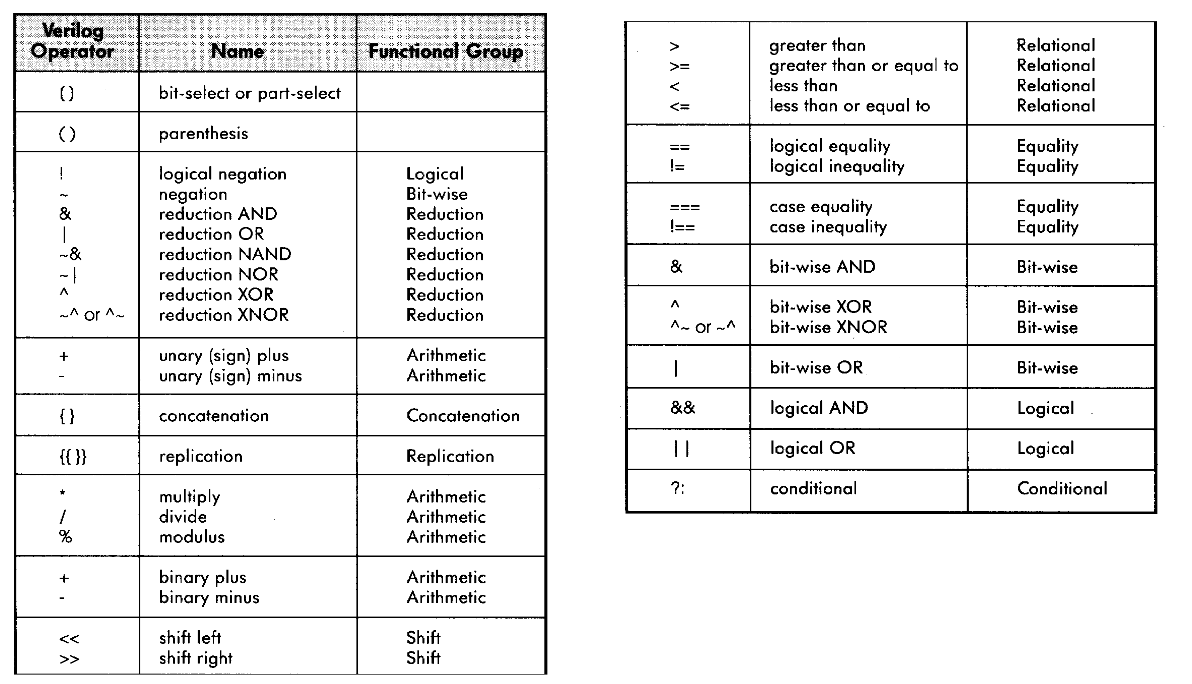 Verilog Operator Name Functional Group
() bit-select or part-select
() parenthesis
! logical negation Logical
~ negation Bit-wise
& reduction AND Reduction
| reduction OR Reduction
~& reduction NAND Reduction
~| reduction NOR Reduction
^ reduction XOR Reduction
~^ or ^~ reduction XNOR Reduction
+ unary (sign) plus Arithmetic
- unary (sign) minus Arithmetic
{} concatenation Concatenation
{{}} replication Replication
* multiply Arithmetic
/ divide Arithmetic
% modulus Arithmetic
+ binary plus Arithmetic
- binary minus Arithmetic
<< shift left Shift
>> shift right Shift
> greater than Relational
>= greater than or equal to Relational
< less than Relational
<= less than or equal to Relational
== logical equality Equality
!= logical inequality Equality
=== case equality Equality
!== case inequality Equality
& bit-wise AND Bit-wise
^ bit-wise XOR Bit-wise
^~ or ~^ bit-wise XNOR Bit-wise
| bit-wise OR Bit-wise
&& logical AND Logical
|| logical OR Logical
?: conditional Conditional